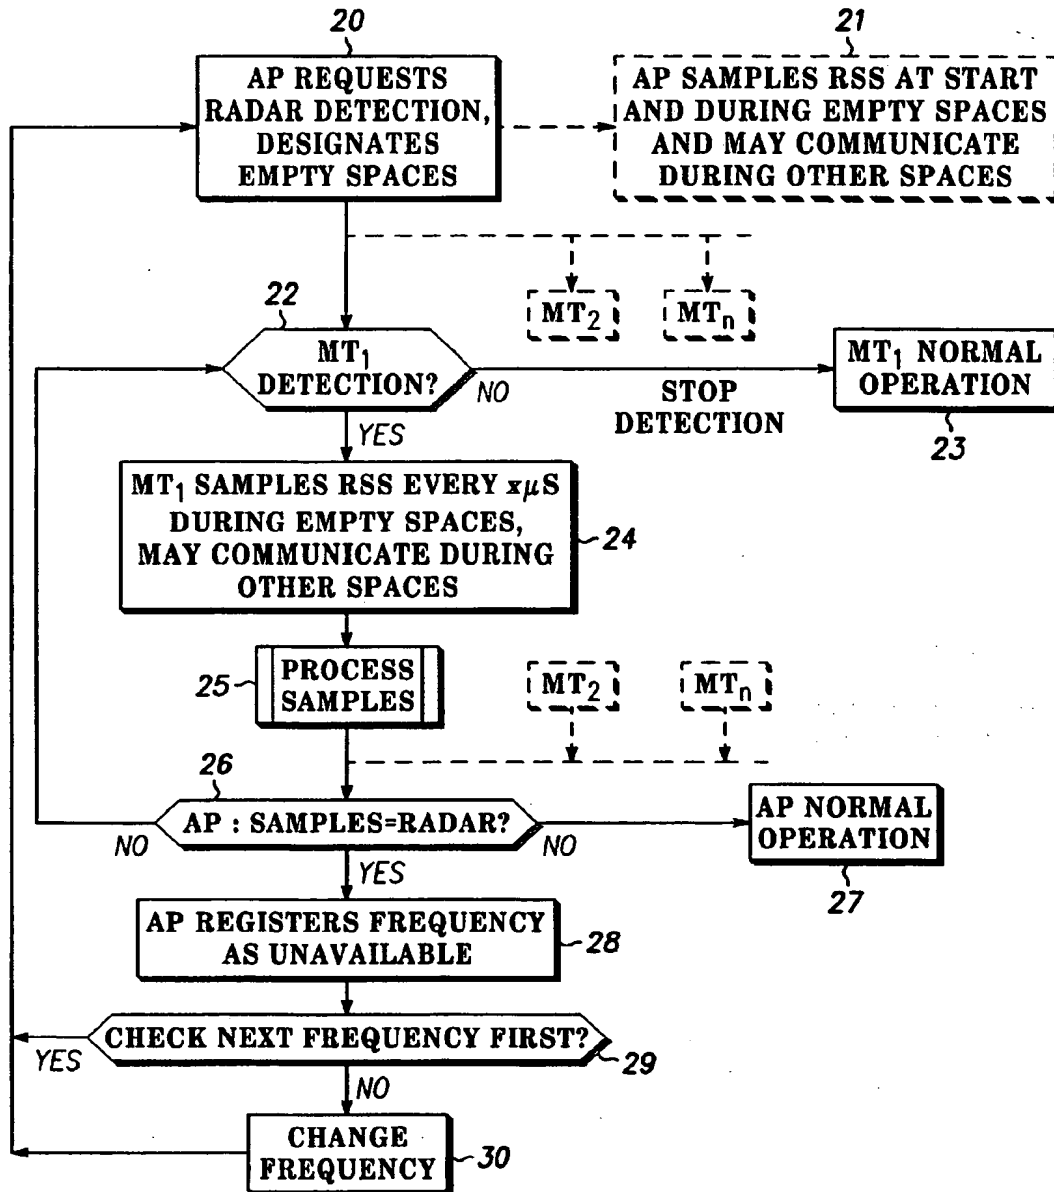 20
AP REQUESTS
RADAR DETECTION,
DESIGNATES
EMPTY SPACES
21
AP SAMPLES RSS AT START
AND DURING EMPTY SPACES
AND MAY COMMUNICATE
DURING OTHER SPACES
MT2
MTn
22
MT1
DETECTION?
NO
STOP
DETECTION
MT1 NORMAL
OPERATION
23
YES
MT1 SAMPLES RSS EVERY xμS
DURING EMPTY SPACES,
MAY COMMUNICATE DURING
OTHER SPACES
24
25
PROCESS
SAMPLES
MT2
MTn
26
AP : SAMPLES=RADAR?
NO
NO
AP NORMAL
OPERATION
27
YES
AP REGISTERS FREQUENCY
AS UNAVAILABLE
28
CHECK NEXT FREQUENCY FIRST?
29
YES
NO
CHANGE
FREQUENCY
30